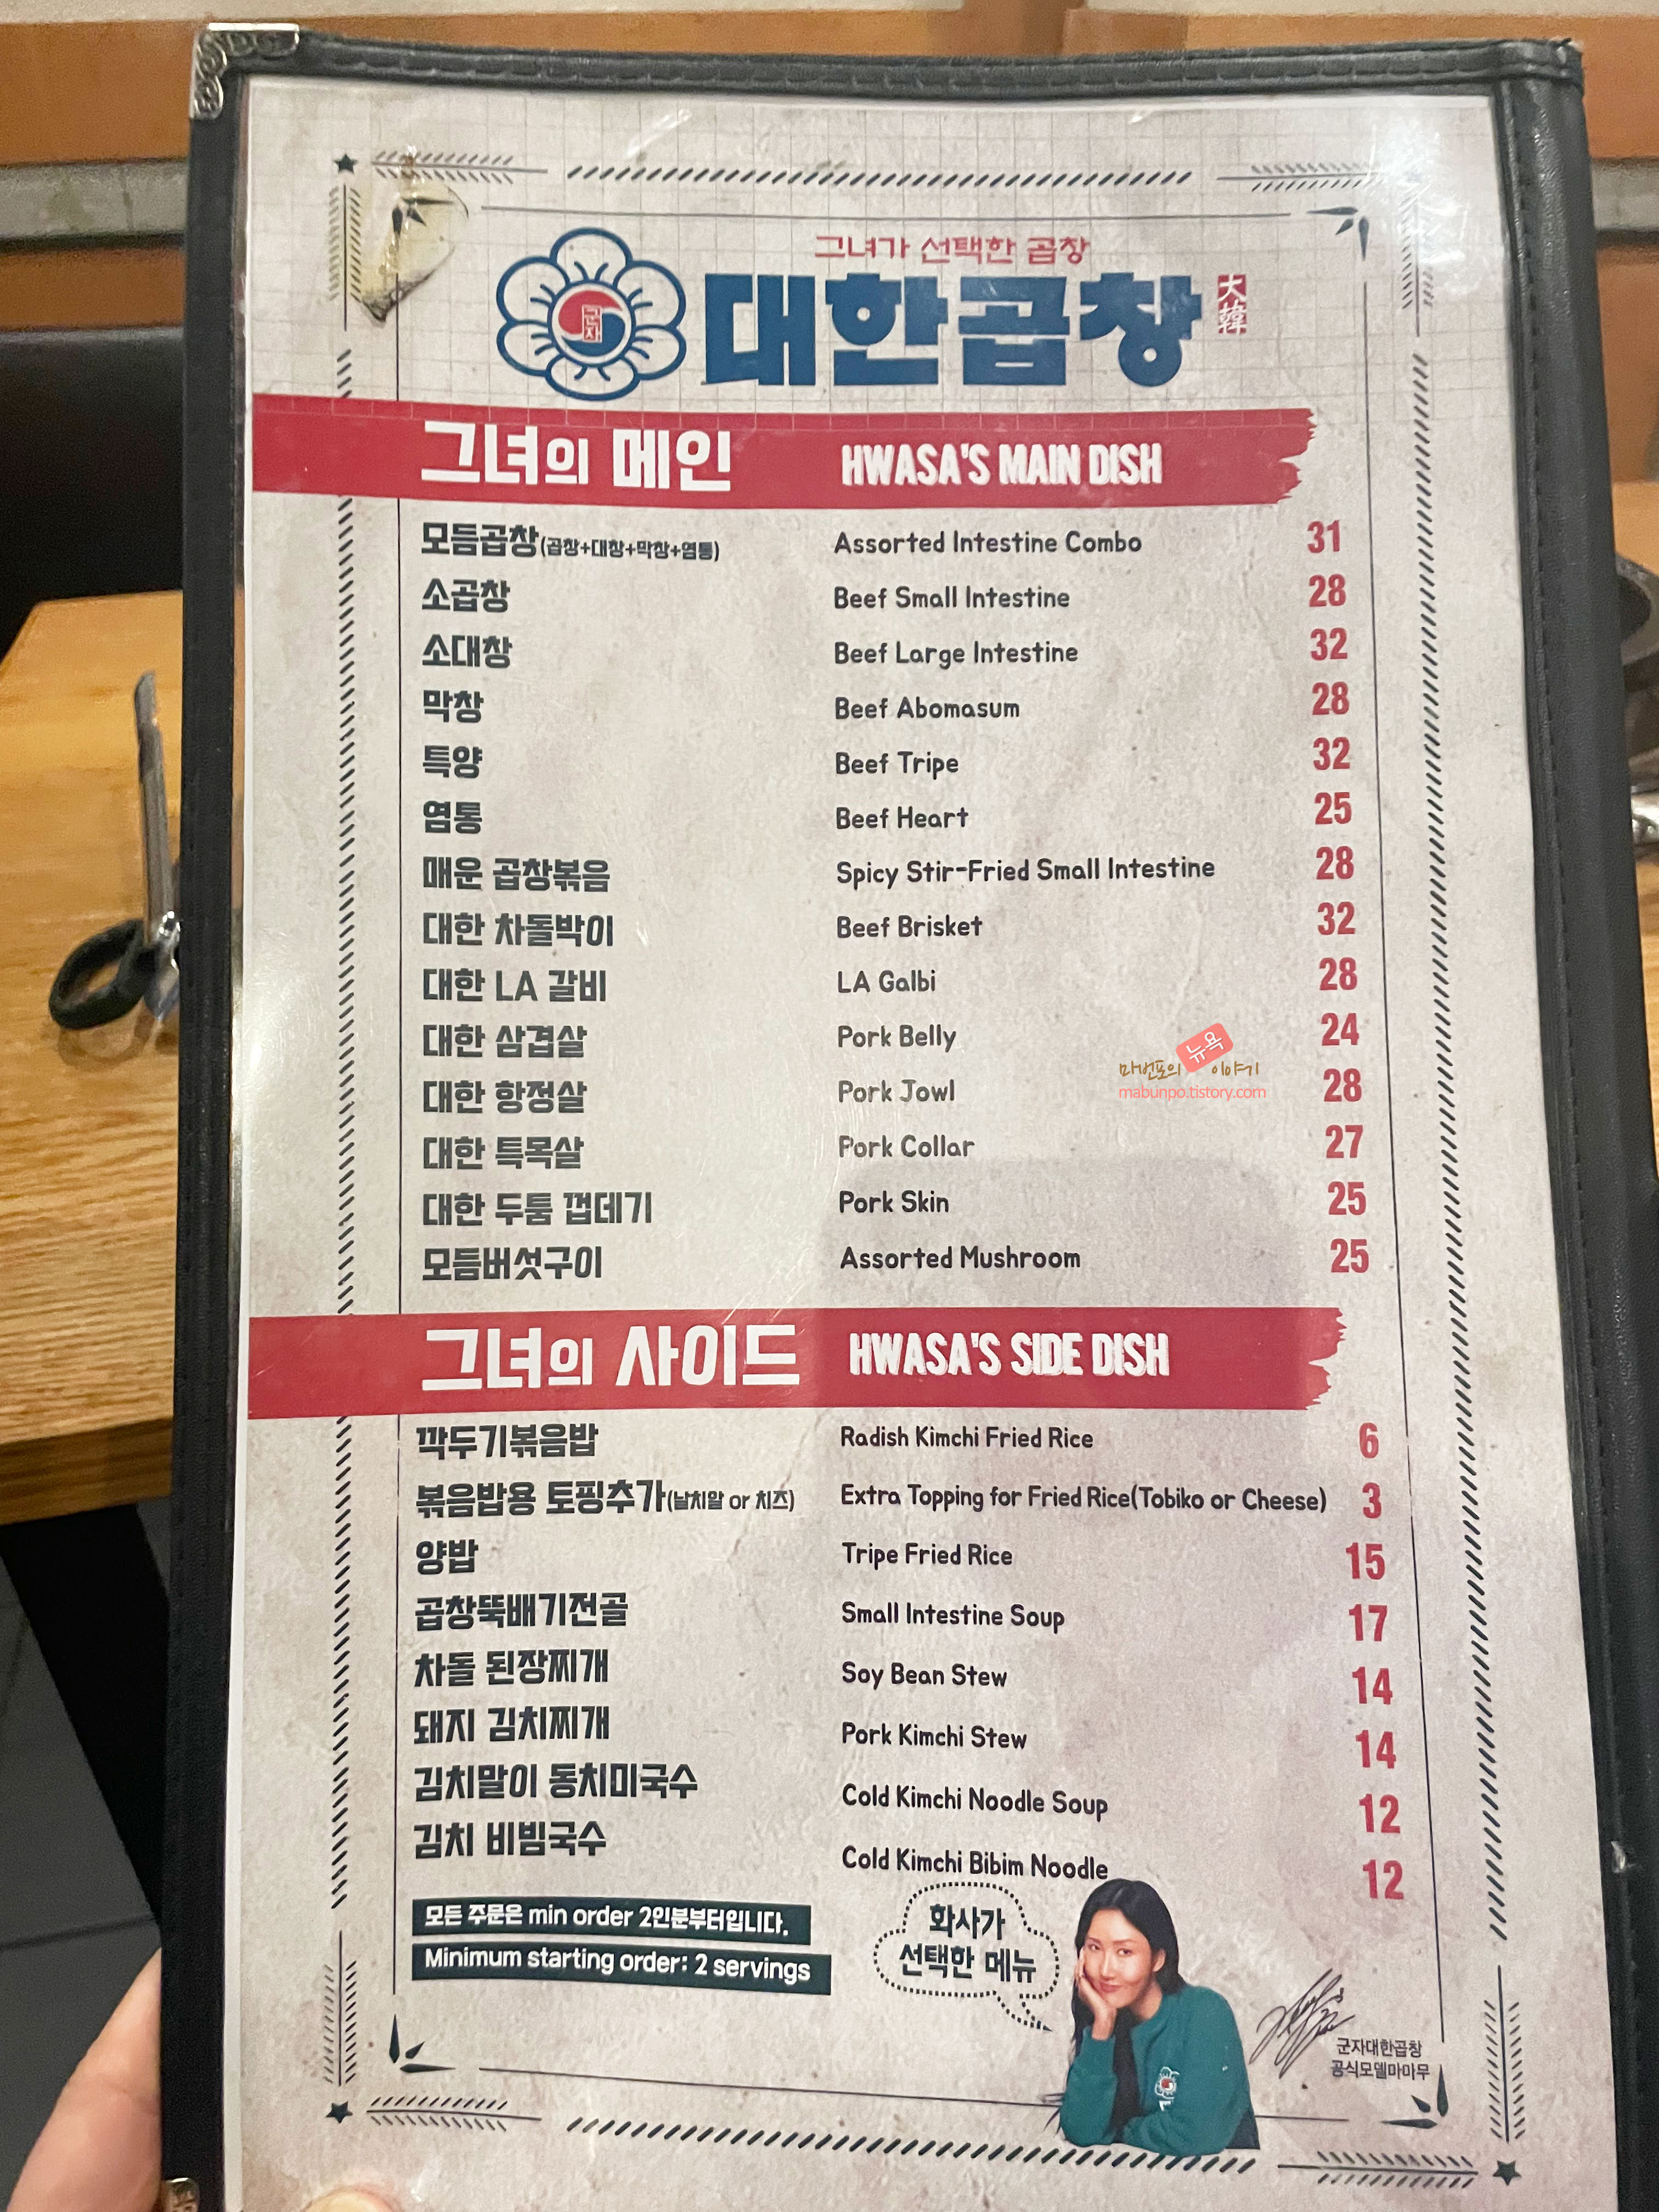 그녀가 선택한 곱창
군자
대한곱창
大韓
그녀의 메인 HWASA'S MAIN DISH
모듬곱창(곱창+대창+막창+염통) Assorted Intestine Combo 31
소곱창 Beef Small Intestine 28
소대창 Beef Large Intestine 32
막창 Beef Abomasum 28
특양 Beef Tripe 32
염통 Beef Heart 25
매운 곱창볶음 Spicy Stir-Fried Small Intestine 28
대한 차돌박이 Beef Brisket 32
대한 LA 갈비 LA Galbi 28
대한 삼겹살 Pork Belly 24
대한 항정살 Pork Jowl 28
대한 특목살 Pork Collar 27
대한 두툼 껍데기 Pork Skin 25
모듬버섯구이 Assorted Mushroom 25
마번포의 뉴욕 이야기
mabunpo.tistory.com
그녀의 사이드 HWASA'S SIDE DISH
깍두기볶음밥 Radish Kimchi Fried Rice 6
볶음밥용 토핑추가(날치알 or 치즈) Extra Topping for Fried Rice(Tobiko or Cheese) 3
양밥 Tripe Fried Rice 15
곱창뚝배기전골 Small Intestine Soup 17
차돌 된장찌개 Soy Bean Stew 14
돼지 김치찌개 Pork Kimchi Stew 14
김치말이 동치미국수 Cold Kimchi Noodle Soup 12
김치 비빔국수 Cold Kimchi Bibim Noodle 12
모든 주문은 min order 2인분부터입니다.
Minimum starting order: 2 servings
화사가
선택한 메뉴
군자대한곱창
공식모델마마무